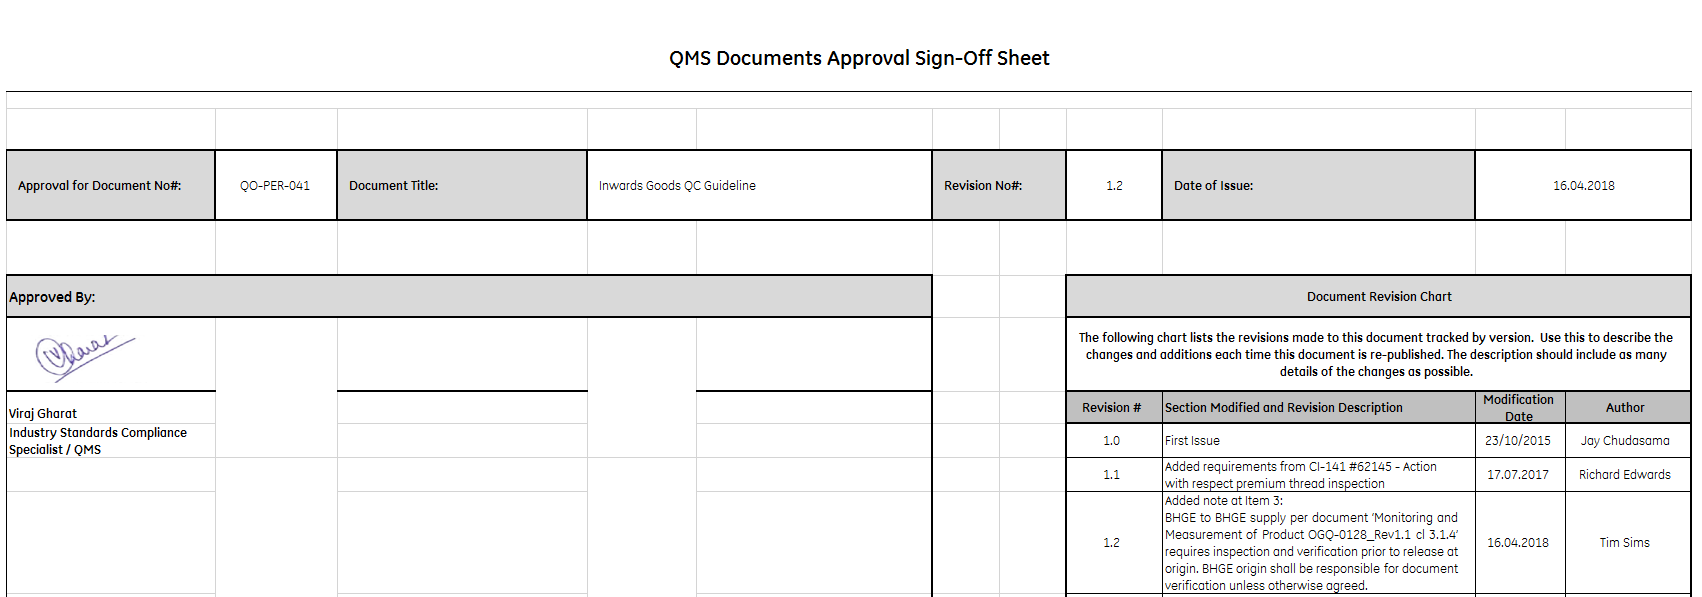 QMS Documents Approval Sign-Off Sheet
Approval for Document No#:
QO-PER-041
Document Title:
Inwards Goods QC Guideline
Revision No#:
1.2
Date of Issue:
16.04.2018
Approved By:
Viraj Gharat
Industry Standards Compliance
Specialist / QMS
Document Revision Chart
The following chart lists the revisions made to this document tracked by version.  Use this to describe the
changes and additions each time this document is re-published. The description should include as many
details of the changes as possible.
Revision #
Section Modified and Revision Description
Modification
Date
Author
1.0
First Issue
23/10/2015
Jay Chudasama
1.1
Added requirements from CI-141 #62145 - Action
with respect premium thread inspection
17.07.2017
Richard Edwards
1.2
Added note at Item 3:
BHGE to BHGE supply per document 'Monitoring and
Measurement of Product OGQ-0128_Rev1.1 cl 3.1.4'
requires inspection and verification prior to release at
origin. BHGE origin shall be responsible for document
verification unless otherwise agreed.
16.04.2018
Tim Sims